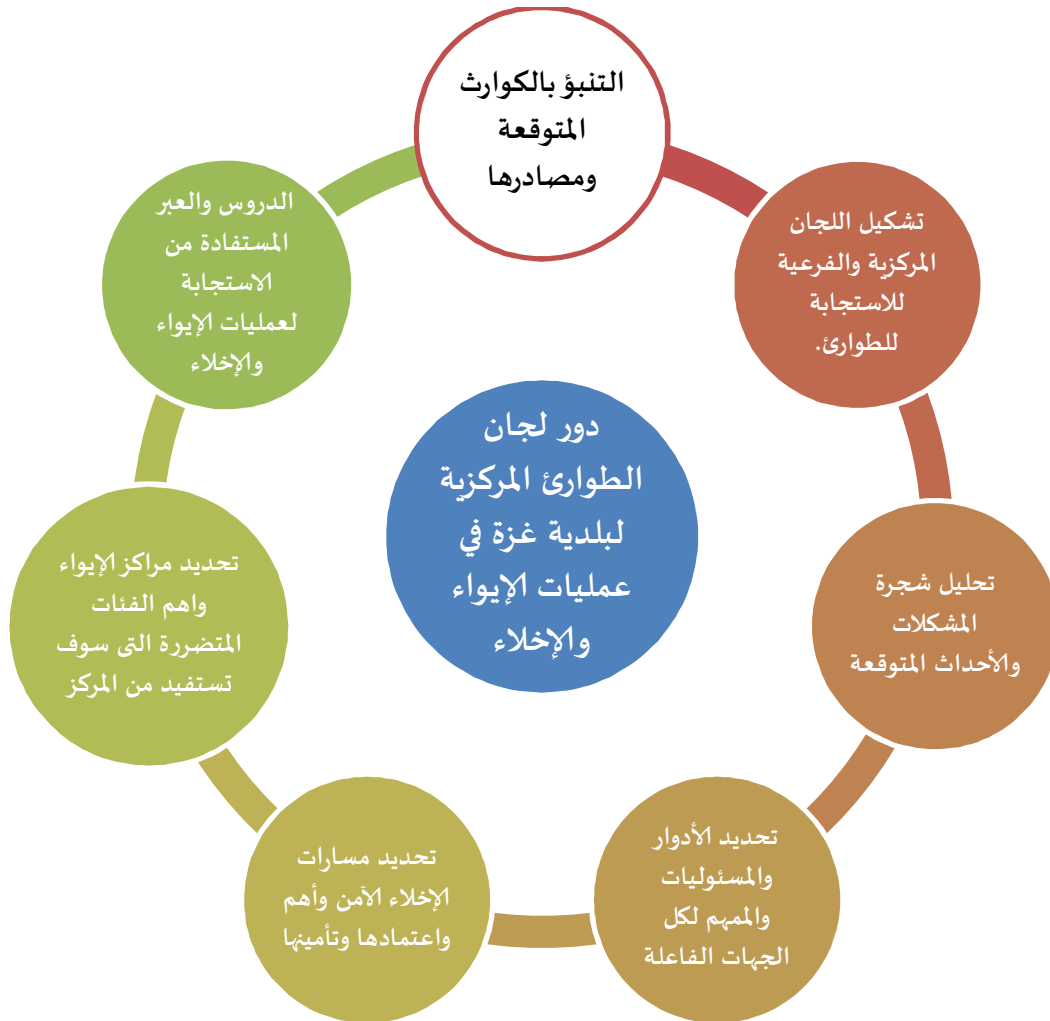 التنبؤ بالكوارث
المتوقعة
ومصادرها
تشكيل اللجان
المركزية والفرعية
للاستجابة
للطوارئ.
تحليل شجرة
المشكلات
والأحداث المتوقعة
تحديد الأدوار
والمسئوليات
والممهم لكل
الجهات الفاعلة
تحديد مسارات
الإخلاء الآمن وأهم
واعتمادها وتأمينها
تحديد مراكز الإيواء
واهم الفئات
المتضررة التى سوف
تستفيد من المركز
الدروس والعبر
المستفادة من
الاستجابة
لعمليات الإيواء
والإخلاء
دور لجان
الطوارئ المركزية
لبلدية غزة في
عمليات الإيواء
والإخلاء